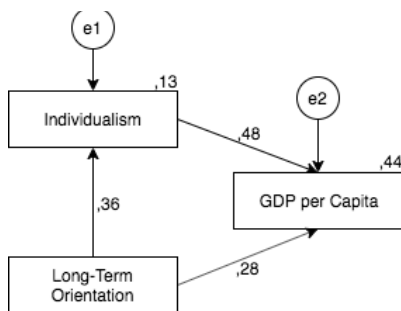 e1
,13
Individualism
e2
,48
,44
GDP per Capita
,36
,28
Long-Term
Orientation